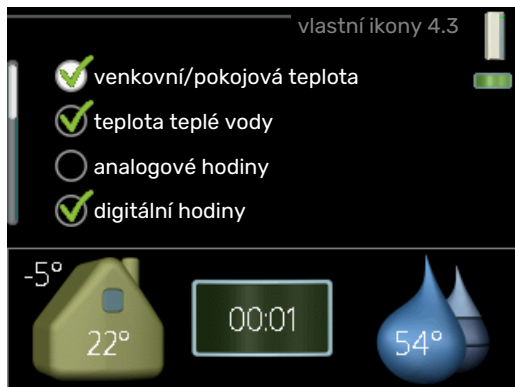 vlastní ikony 4.3
venkovní/pokojová teplota
teplota teplé vody
analogové hodiny
digitální hodiny
-5°
22°
00:01
54°